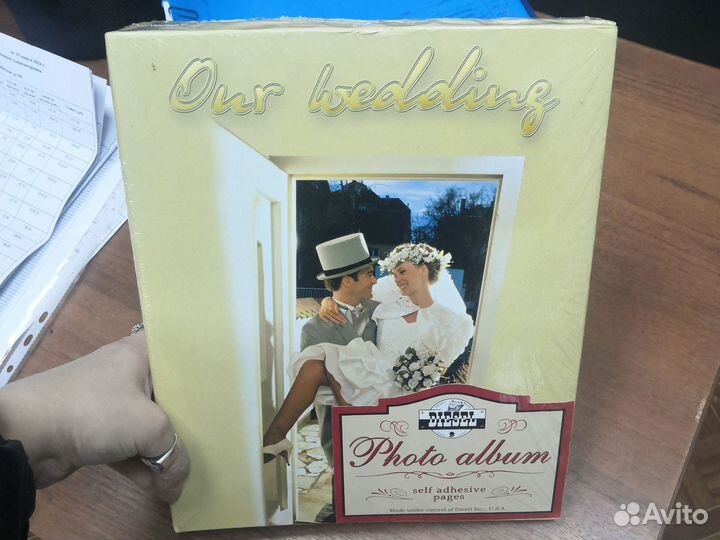 Our wedding
DIESEL
Photo album
self adhesive
pages
Made under control of Diesel Inc., U.S.A.
Avito